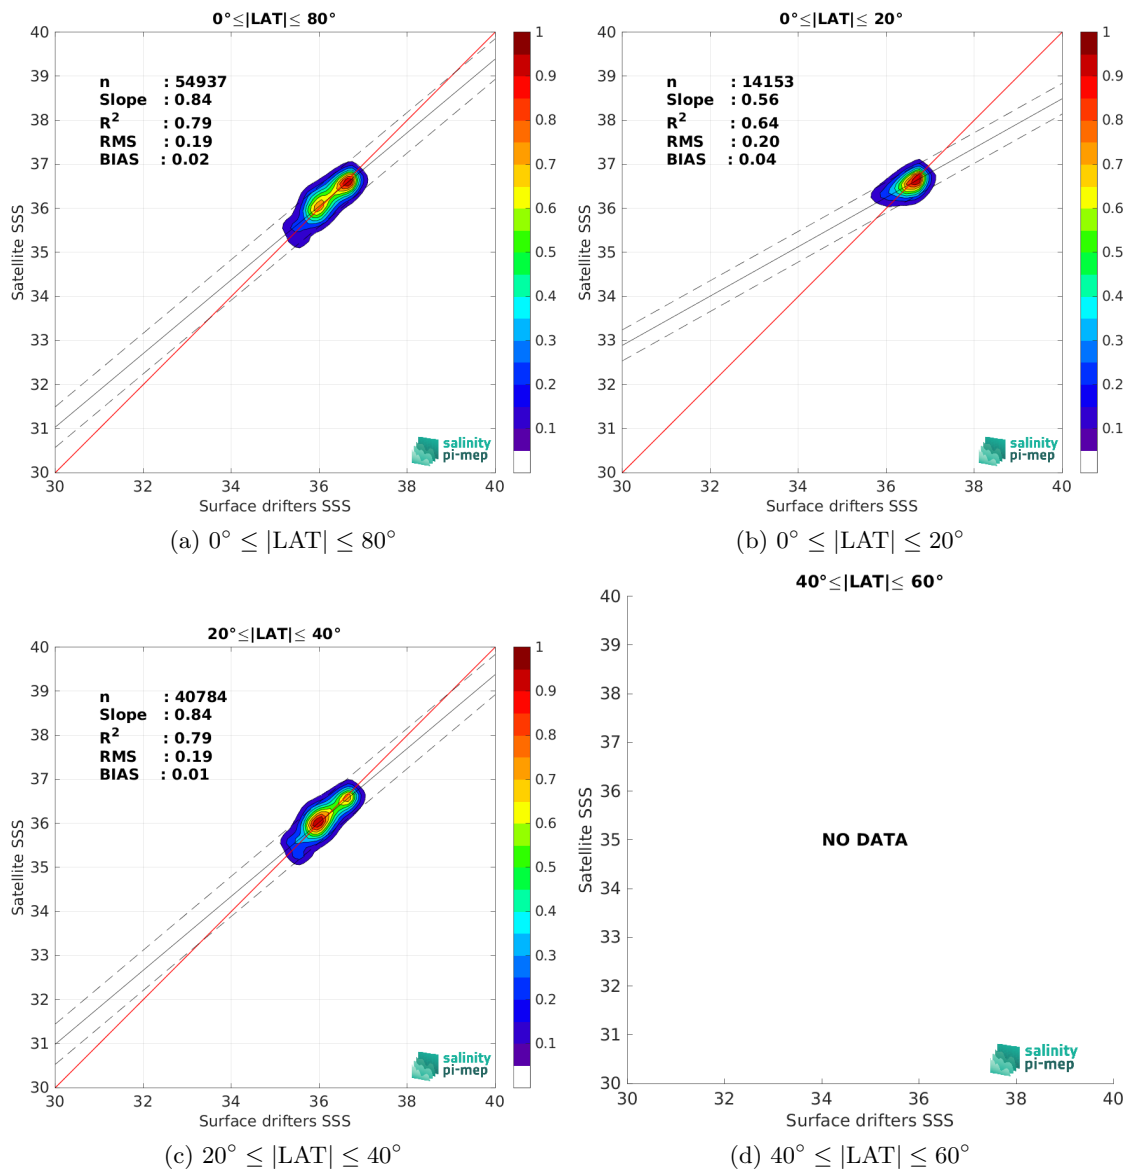 0°≤|LAT|≤ 80°
40
39
38
37
36
35
34
33
32
31
30
Satellite SSS
n : 54937
Slope : 0.84
R² : 0.79
RMS : 0.19
BIAS : 0.02
salinity
pi-mep
30 32 34 36 38 40
Surface drifters SSS
1
0.9
0.8
0.7
0.6
0.5
0.4
0.3
0.2
0.1
(a) 0° ≤ |LAT| ≤ 80°
0°≤|LAT|≤ 20°
40
39
38
37
36
35
34
33
32
31
30
Satellite SSS
n : 14153
Slope : 0.56
R² : 0.64
RMS : 0.20
BIAS : 0.04
salinity
pi-mep
30 32 34 36 38 40
Surface drifters SSS
1
0.9
0.8
0.7
0.6
0.5
0.4
0.3
0.2
0.1
(b) 0° ≤ |LAT| ≤ 20°
20°≤|LAT|≤ 40°
40
39
38
37
36
35
34
33
32
31
30
Satellite SSS
n : 40784
Slope : 0.84
R² : 0.79
RMS : 0.19
BIAS : 0.01
salinity
pi-mep
30 32 34 36 38 40
Surface drifters SSS
1
0.9
0.8
0.7
0.6
0.5
0.4
0.3
0.2
0.1
(c) 20° ≤ |LAT| ≤ 40°
40°≤|LAT|≤ 60°
40
39
38
37
36
35
34
33
32
31
30
Satellite SSS
NO DATA
salinity
pi-mep
30 32 34 36 38 40
Surface drifters SSS
(d) 40° ≤ |LAT| ≤ 60°